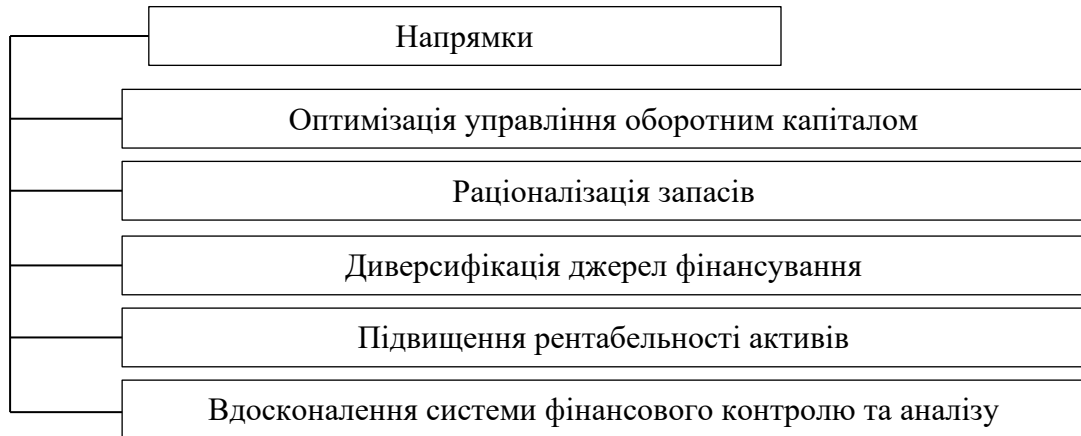 Напрямки
Оптимізація управління оборотним капіталом
Раціоналізація запасів
Диверсифікація джерел фінансування
Підвищення рентабельності активів
Вдосконалення системи фінансового контролю та аналізу